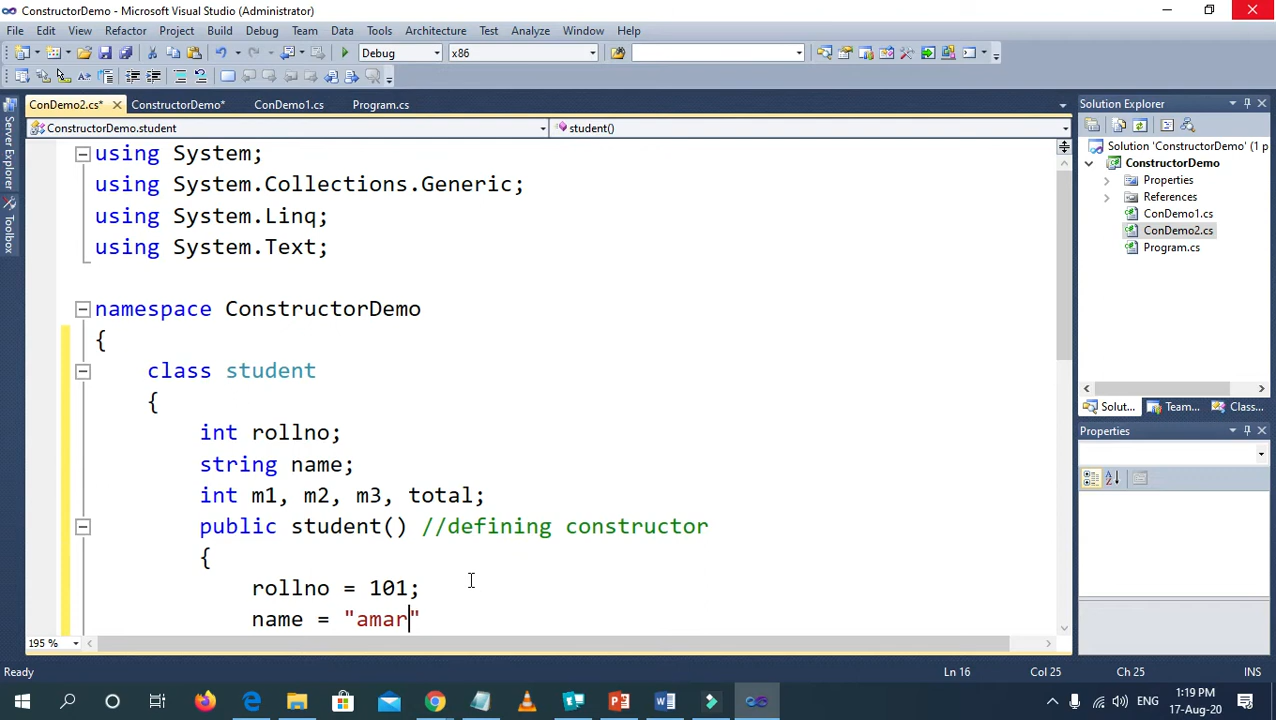 ConstructorDemo - Microsoft Visual Studio (Administrator)
File Edit View Refactor Project Build Debug Team Data Tools Architecture Test Analyze Window Help
Debug x86
ConDemo2.cs* ConstructorDemo* ConDemo1.cs Program.cs
ConstructorDemo.student student()
using System;
using System.Collections.Generic;
using System.Linq;
using System.Text;
namespace ConstructorDemo
{
class student
{
int rollno;
string name;
int m1, m2, m3, total;
public student() //defining constructor
{
rollno = 101;
name = "amar"
195 %
Server Explorer
Toolbox
Solution Explorer
Solution 'ConstructorDemo' (1 p
ConstructorDemo
Properties
References
ConDemo1.cs
ConDemo2.cs
Program.cs
Solut... Team... Class...
Properties
Ready Ln 16 Col 25 Ch 25 INS
ENG 1:19 PM
17-Aug-20